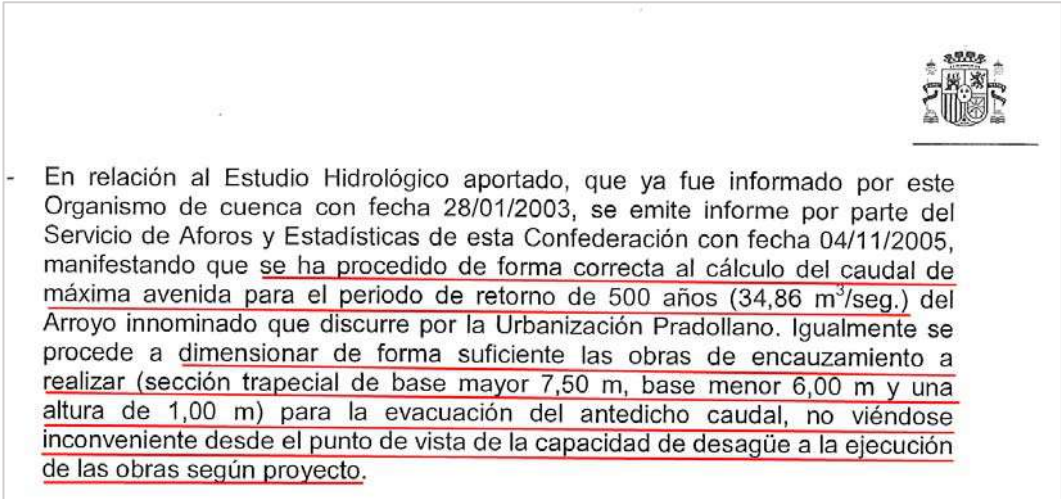 - En relación al Estudio Hidrológico aportado, que ya fue informado por este
Organismo de cuenca con fecha 28/01/2003, se emite informe por parte del
Servicio de Aforos y Estadísticas de esta Confederación con fecha 04/11/2005,
manifestando que se ha procedido de forma correcta al cálculo del caudal de
máxima avenida para el periodo de retorno de 500 años (34,86 m³/seg.) del
Arroyo innominado que discurre por la Urbanización Pradollano. Igualmente se
procede a dimensionar de forma suficiente las obras de encauzamiento a
realizar (sección trapecial de base mayor 7,50 m, base menor 6,00 m y una
altura de 1,00 m) para la evacuación del antedicho caudal, no viéndose
inconveniente desde el punto de vista de la capacidad de desagüe a la ejecución
de las obras según proyecto.